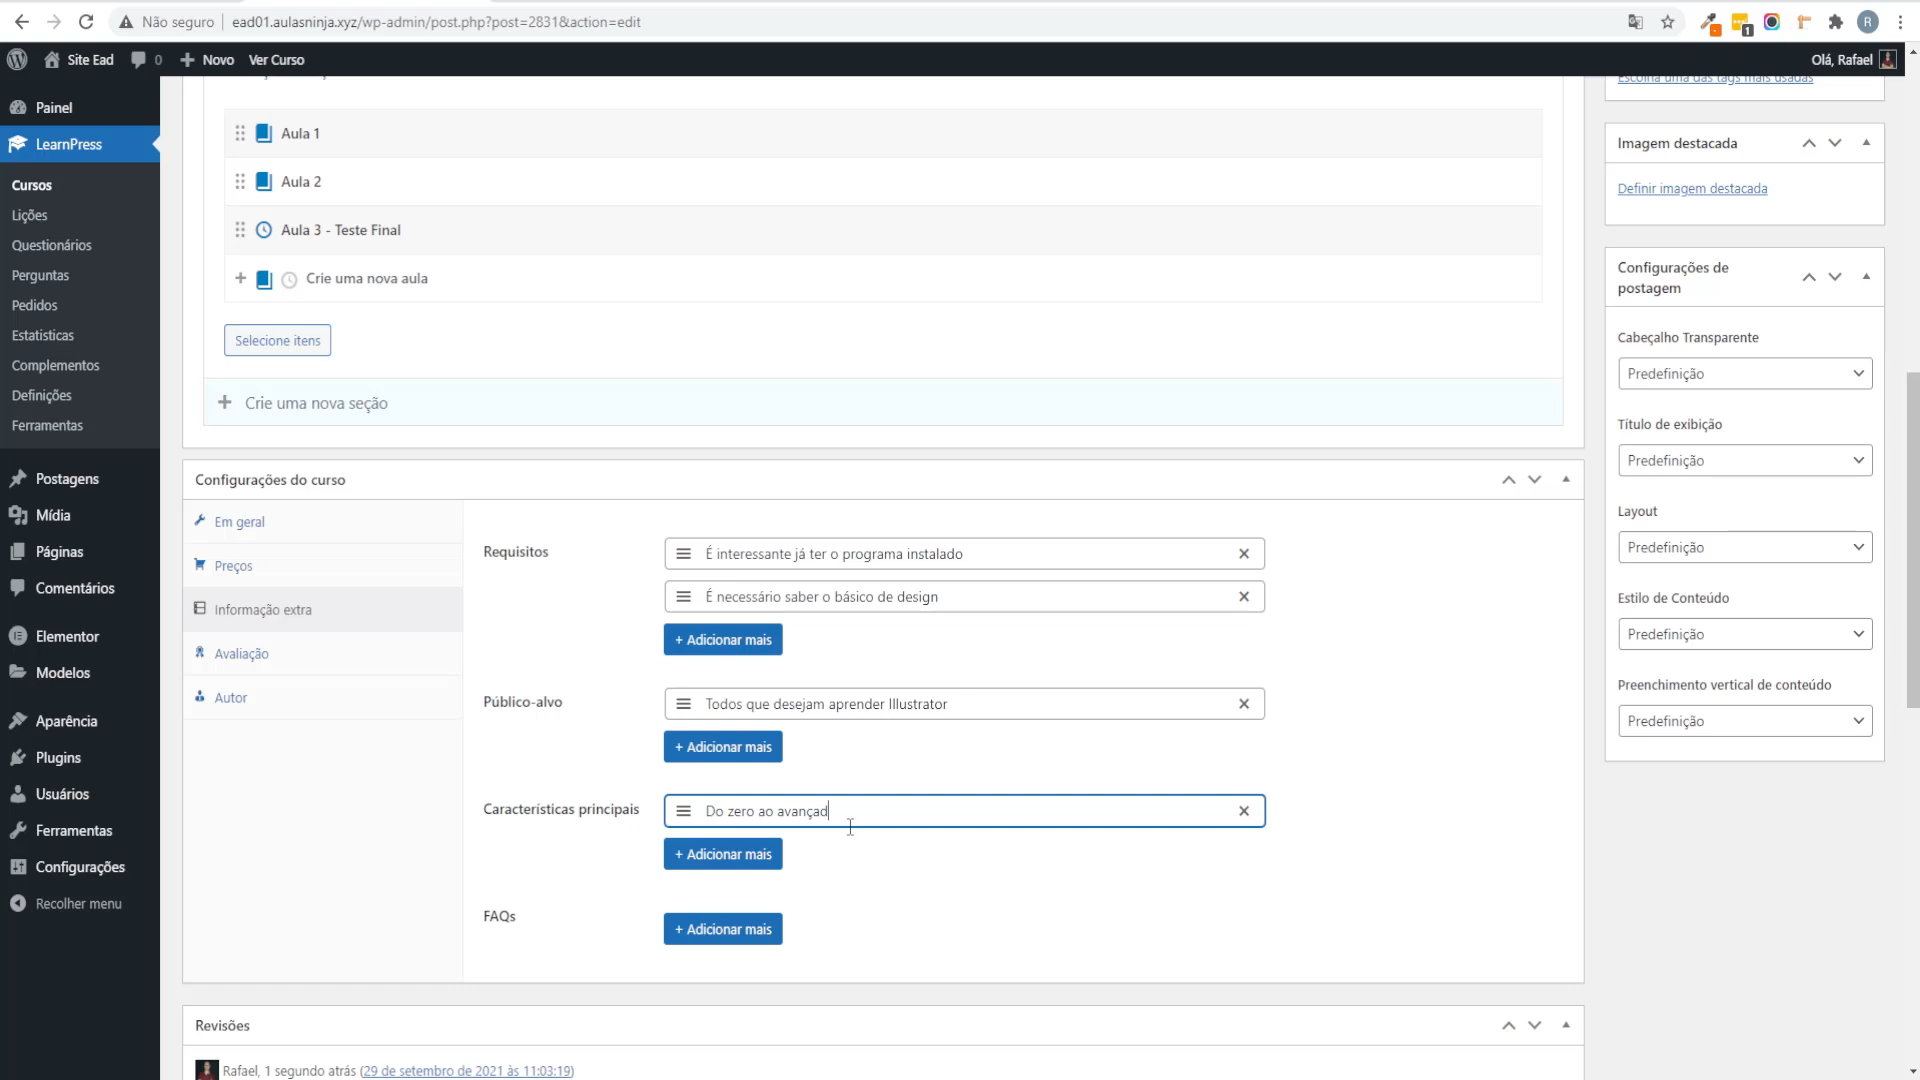 Não seguro
ead01.aulasninja.xyz/wp-admin/post.php?post=2831&action=edit
1
R
Site Ead
0
Novo
Ver Curso
Olá, Rafael
Painel
LearnPress
Cursos
Lições
Questionários
Perguntas
Pedidos
Estatisticas
Complementos
Definições
Ferramentas
Postagens
Mídia
Páginas
Comentários
Elementor
Modelos
Aparência
Plugins
Usuários
Ferramentas
Configurações
Recolher menu
Aula 1
Aula 2
Aula 3 - Teste Final
+ Crie uma nova aula
Selecione itens
+ Crie uma nova seção
Configurações do curso
Em geral
Preços
Informação extra
Avaliação
Autor
Requisitos
É interessante já ter o programa instalado
É necessário saber o básico de design
+ Adicionar mais
Público-alvo
Todos que desejam aprender Illustrator
+ Adicionar mais
Características principais
Do zero ao avançad
+ Adicionar mais
FAQs
+ Adicionar mais
Revisões
Rafael, 1 segundo atrás (29 de setembro de 2021 às 11:03:19)
Escolha uma das tags mais usadas
Imagem destacada
Definir imagem destacada
Configurações de
postagem
Cabeçalho Transparente
Predefinição
Título de exibição
Predefinição
Layout
Predefinição
Estilo de Conteúdo
Predefinição
Preenchimento vertical de conteúdo
Predefinição